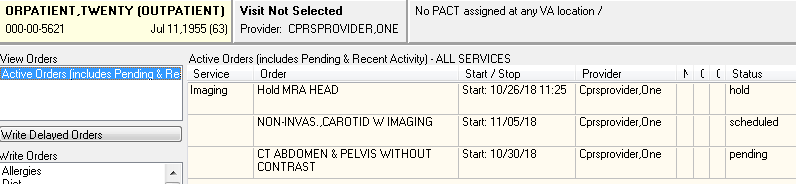 ORPATIENT,TWENTY (OUTPATIENT)
000-00-5621 Jul 11,1955 (63)
Visit Not Selected
Provider: CPRSPROVIDER,ONE
No PACT assigned at any VA location /
View Orders
Active Orders (includes Pending & Re
Write Delayed Orders
Write Orders
Allergies
Active Orders (includes Pending & Recent Activity) - ALL SERVICES
Service Order Start / Stop Provider Status
Imaging Hold MRA HEAD Start: 10/26/18 11:25 Cprsprovider,One hold
NON-INVAS.,CAROTID W IMAGING Start: 11/05/18 Cprsprovider,One scheduled
CT ABDOMEN & PELVIS WITHOUT Start: 10/30/18 Cprsprovider,One pending
CONTRAST